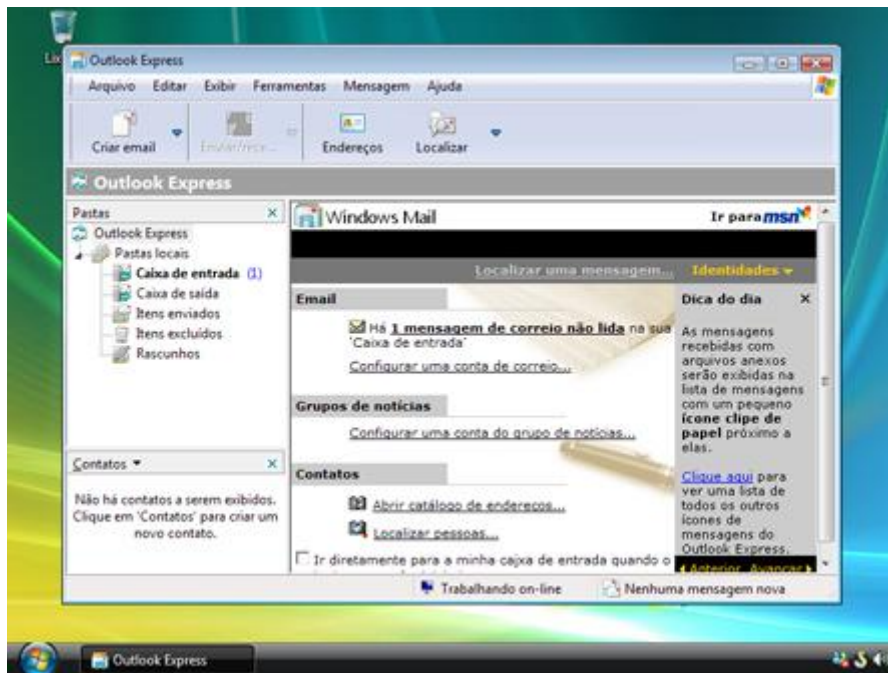 Lix
Outlook Express
Arquivo Editar Exibir Ferramentas Mensagem Ajuda
Criar email Enviar/rece... Endereços Localizar
Outlook Express
Pastas
Outlook Express
Pastas locais
Caixa de entrada (1)
Caixa de saída
Itens enviados
Itens excluídos
Rascunhos
Contatos
Não há contatos a serem exibidos.
Clique em 'Contatos' para criar um
novo contato.
Windows Mail
Ir para msn
Localizar uma mensagem...
Identidades
Email
Há 1 mensagem de correio não lida na sua
'Caixa de entrada'
Configurar uma conta de correio...
Grupos de notícias
Configurar uma conta do grupo de notícias...
Contatos
Abrir catálogo de endereços...
Localizar pessoas...
Ir diretamente para a minha caixa de entrada quando o
Dica do dia
As mensagens
recebidas com
arquivos anexos
serão exibidas na
lista de mensagens
com um pequeno
ícone clipe de
papel próximo a
elas.
Clique aqui para
ver uma lista de
todos os outros
ícones de
mensagens do
Outlook Express.
Anterior Avançar
Trabalhando on-line
Nenhuma mensagem nova
Outlook Express